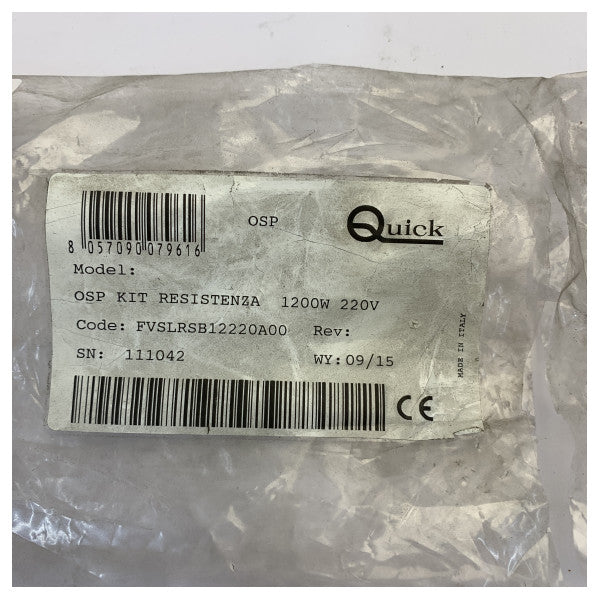 OSP
Quick
8 057090 079616
Model:
OSP KIT RESISTENZA 1200W 220V
Code: FVSLRSB12220A00 Rev:
SN: 111042 WY: 09/15
MADE IN ITALY
CE